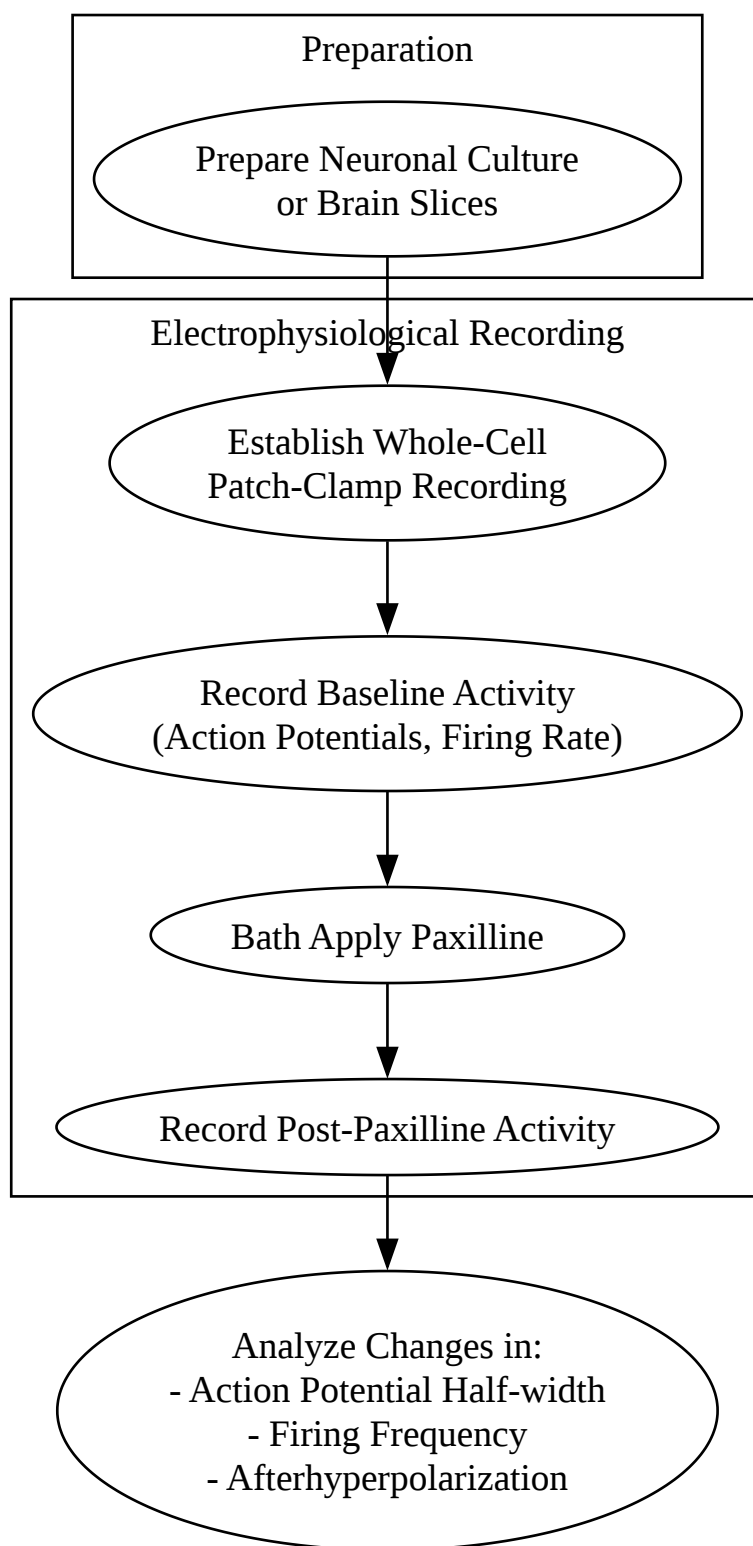 Preparation
Prepare Neuronal Culture
or Brain Slices
Electrophysiological Recording
Establish Whole-Cell
Patch-Clamp Recording
Record Baseline Activity
(Action Potentials, Firing Rate)
Bath Apply Paxilline
Record Post-Paxilline Activity
Analyze Changes in:
- Action Potential Half-width
- Firing Frequency
- Afterhyperpolarization